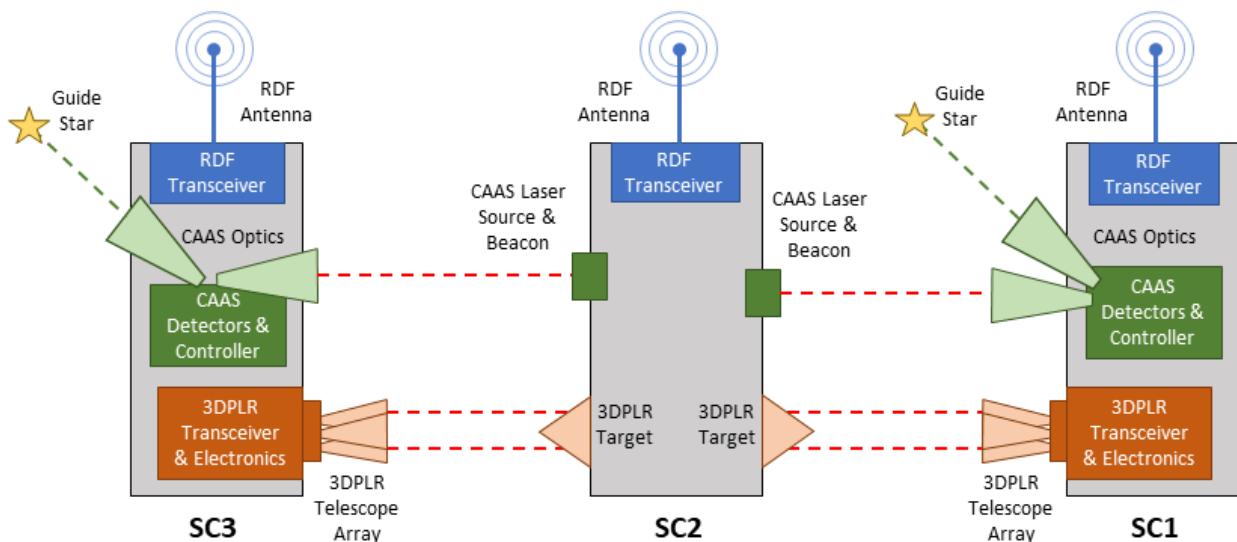 Guide
Star
RDF
Antenna
RDF
Transceiver
CAAS Optics
CAAS
Detectors &
Controller
3DPLR
Transceiver
& Electronics
3DPLR
Telescope
Array
SC3
RDF
Antenna
RDF
Transceiver
CAAS Laser
Source &
Beacon
CAAS Laser
Source &
Beacon
3DPLR
Target
3DPLR
Target
SC2
Guide
Star
RDF
Antenna
RDF
Transceiver
CAAS Optics
CAAS
Detectors &
Controller
3DPLR
Transceiver
& Electronics
3DPLR
Telescope
Array
SC1